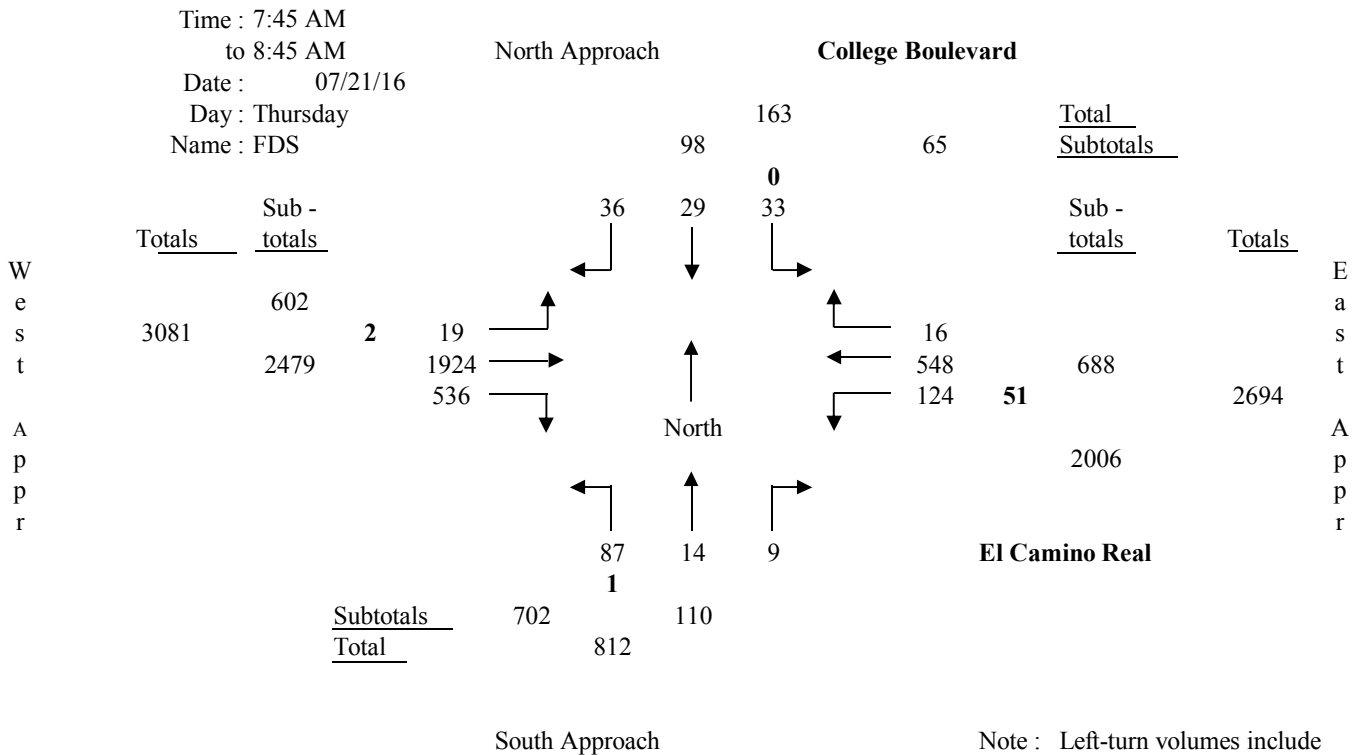 Time : 7:45 AM
to 8:45 AM North Approach College Boulevard
Date : 07/21/16
Day : Thursday 163 Total
Name : FDS 98 65 Subtotals
0
Sub - 36 29 33 Sub -
Totals totals totals Totals
W E
e 602 a
s 3081 2 19 16 s
t 2479 1924 548 688 t
536 124 51 2694
A North A
p 2006 p
p p
r r
87 14 9 El Camino Real
1
Subtotals 702 110
Total 812
South Approach Note : Left-turn volumes include